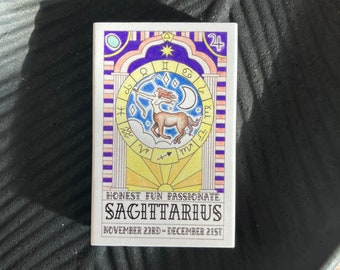 HONEST FUN PASSIONATE
SAGITTARIUS
NOVEMBER 23RD - DECEMBER 21ST